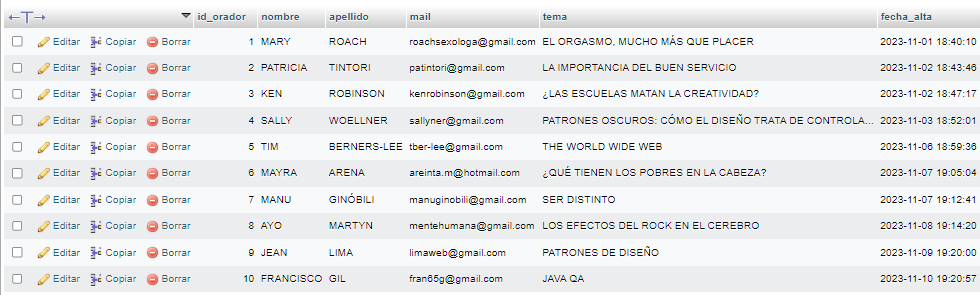 id_orador nombre apellido mail tema fecha_alta
Editar Copiar Borrar 1 MARY ROACH roachsexologa@gmail.com EL ORGASMO, MUCHO MÁS QUE PLACER 2023-11-01 18:40:10
Editar Copiar Borrar 2 PATRICIA TINTORI patintori@gmail.com LA IMPORTANCIA DEL BUEN SERVICIO 2023-11-02 18:43:46
Editar Copiar Borrar 3 KEN ROBINSON kenrobinson@gmail.com ¿LAS ESCUELAS MATAN LA CREATIVIDAD? 2023-11-02 18:47:17
Editar Copiar Borrar 4 SALLY WOELLNER sallyner@gmail.com PATRONES OSCUROS: CÓMO EL DISEÑO TRATA DE CONTROLA... 2023-11-03 18:52:01
Editar Copiar Borrar 5 TIM BERNERS-LEE tber-lee@gmail.com THE WORLD WIDE WEB 2023-11-06 18:59:36
Editar Copiar Borrar 6 MAYRA ARENA areinta.m@hotmail.com ¿QUÉ TIENEN LOS POBRES EN LA CABEZA? 2023-11-07 19:05:04
Editar Copiar Borrar 7 MANU GINÓBILI manuginobili@gmail.com SER DISTINTO 2023-11-07 19:12:41
Editar Copiar Borrar 8 AYO MARTYN mentehumana@gmail.com LOS EFECTOS DEL ROCK EN EL CEREBRO 2023-11-08 19:14:20
Editar Copiar Borrar 9 JEAN LIMA limaweb@gmail.com PATRONES DE DISEÑO 2023-11-09 19:20:00
Editar Copiar Borrar 10 FRANCISCO GIL fran65g@gmail.com JAVA QA 2023-11-10 19:20:57